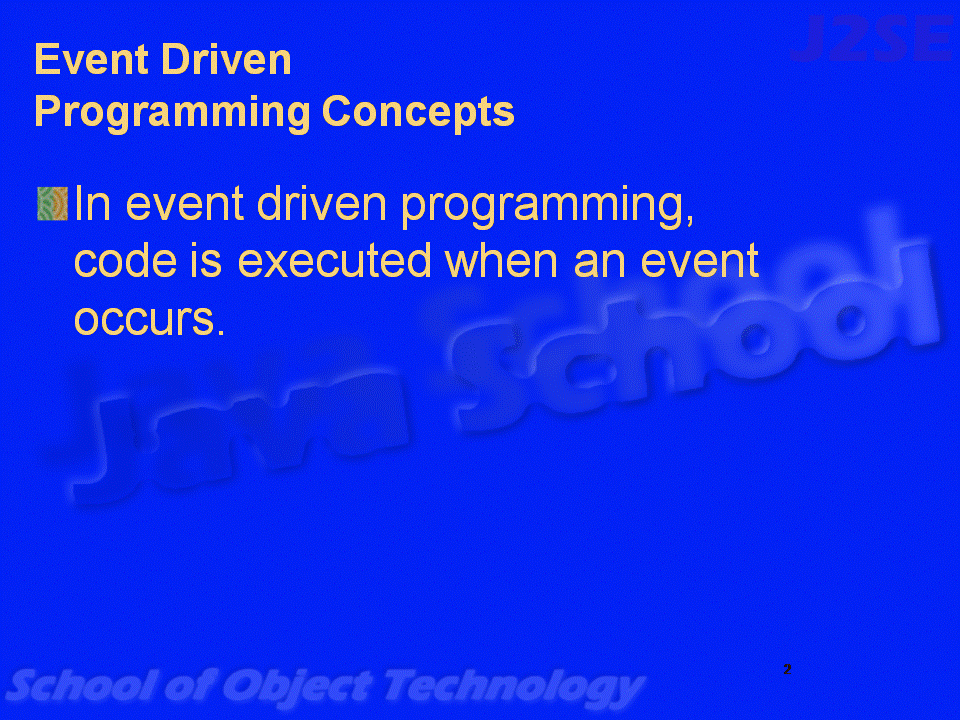 J2SE
Event Driven
Programming Concepts
In event driven programming,
code is executed when an event
occurs.
Java School
School of Object Technology
2